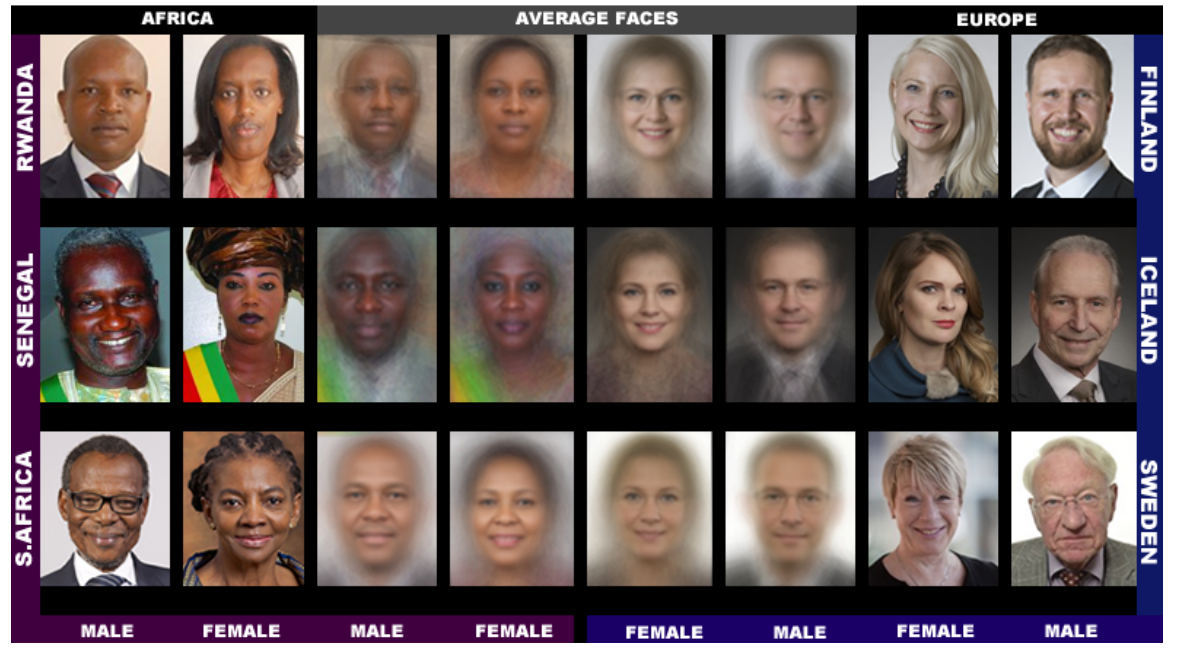 AFRICA
AVERAGE FACES
EUROPE
RWANDA
FINLAND
SENEGAL
ICELAND
S.AFRICA
SWEDEN
MALE
FEMALE
MALE
FEMALE
FEMALE
MALE
FEMALE
MALE